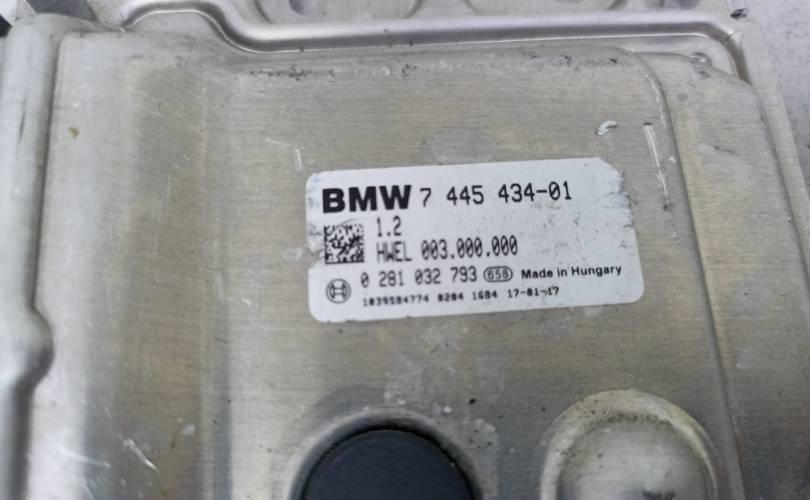 BMW 7 445 434-01
1.2
HWEL 003.000.000
0 281 032 793 658 Made in Hungary
1039S84774 0204 1684 17-01-17